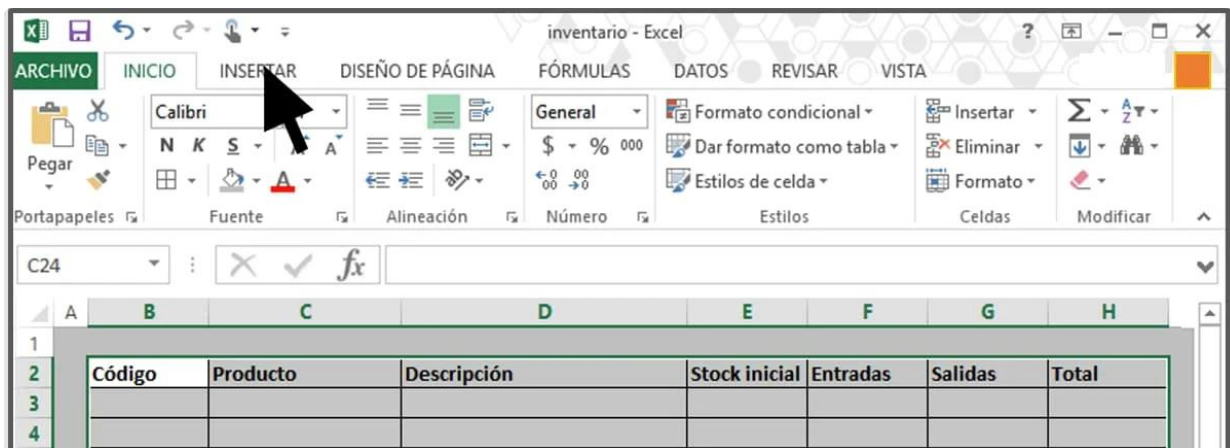 inventario - Excel ?
ARCHIVO INICIO INSERTAR DISEÑO DE PÁGINA FÓRMULAS DATOS REVISAR VISTA
Calibri General Formato condicional Insertar Σ A Z
Pegar N K S A $ % 000 Dar formato como tabla Eliminar
A Estilos de celda Formato
Portapapeles Fuente Alineación Número Estilos Celdas Modificar
C24 fx
A B C D E F G H
1
2 Código Producto Descripción Stock inicial Entradas Salidas Total
3
4